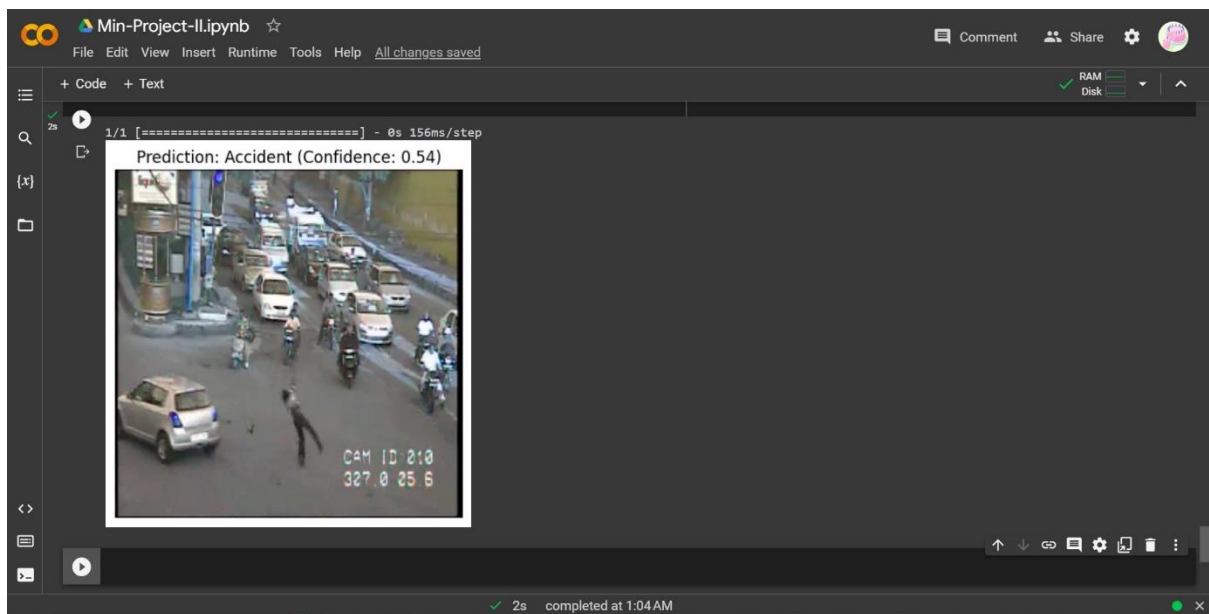 Min-Project-II.ipynb
Comment
Share
File Edit View Insert Runtime Tools Help All changes saved
+ Code + Text
RAM
Disk
2s
1/1 [==============================] - 0s 156ms/step
{x}
Prediction: Accident (Confidence: 0.54)
CAM ID:210
327.0 25.6
2s completed at 1:04 AM